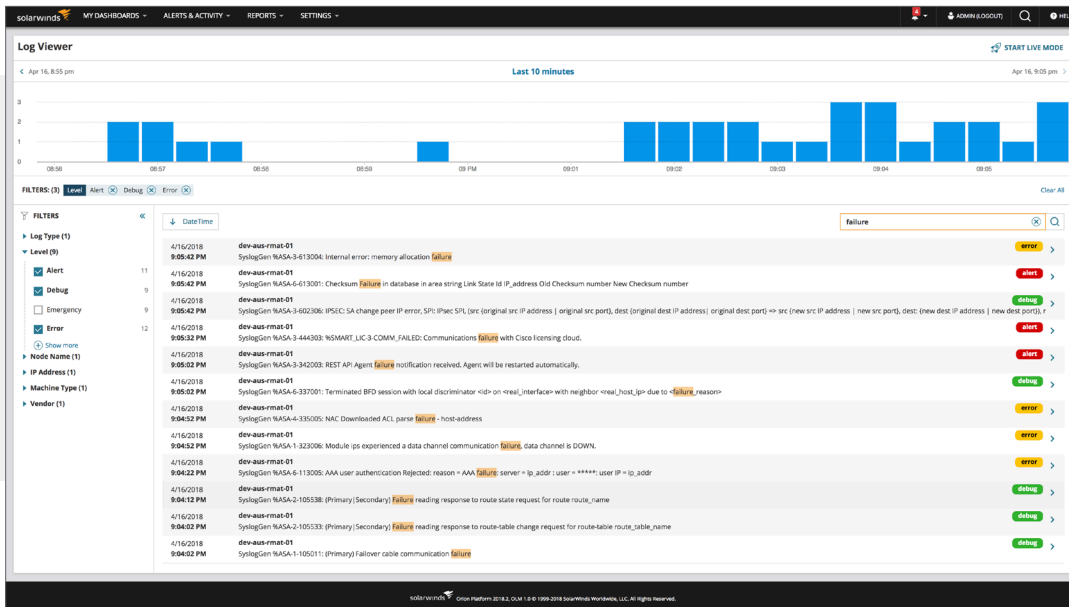 solarwinds MY DASHBOARDS ALERTS & ACTIVITY REPORTS SETTINGS 4 ADMIN (LOGOUT) HEL
Log Viewer START LIVE MODE
Apr 16, 8:55 pm Last 10 minutes Apr 16, 9:05 pm
3
2
1
0
08:56 08:57 08:58 08:59 09 PM 09:01 09:02 09:03 09:04 09:05
FILTERS: (3) Level Alert Debug Error Clear All
FILTERS « DateTime failure
Log Type (1)
Level (9)
Alert 11
Debug 9
Emergency 9
Error 12
Show more
Node Name (1)
IP Address (1)
Machine Type (1)
Vendor (1)
4/16/2018 dev-aus-rmat-01 error
9:05:42 PM SyslogGen %ASA-3-613004: Internal error: memory allocation failure
4/16/2018 dev-aus-rmat-01 alert
9:05:42 PM SyslogGen %ASA-6-613001: Checksum Failure in database in area string Link State Id IP_address Old Checksum number New Checksum number
4/16/2018 dev-aus-rmat-01 debug
9:05:42 PM SyslogGen %ASA-3-602306: IPSEC: SA change peer IP error, SPI: IPsec SPI, (src {original src IP address | original src port}, dest {original dest IP address| original dest port} => src {new src IP address | new src port}, dest: {new dest IP address | new dest port}), r
4/16/2018 dev-aus-rmat-01 alert
9:05:32 PM SyslogGen %ASA-3-444303: %SMART_LIC-3-COMM_FAILED: Communications failure with Cisco licensing cloud.
4/16/2018 dev-aus-rmat-01 alert
9:05:02 PM SyslogGen %ASA-3-342003: REST API Agent failure notification received. Agent will be restarted automatically.
4/16/2018 dev-aus-rmat-01 debug
9:05:02 PM SyslogGen %ASA-6-337001: Terminated BFD session with local discriminator <id> on <real_interface> with neighbor <real_host_ip> due to <failure_reason>
4/16/2018 dev-aus-rmat-01 error
9:04:52 PM SyslogGen %ASA-4-335005: NAC Downloaded ACL parse failure - host-address
4/16/2018 dev-aus-rmat-01 error
9:04:52 PM SyslogGen %ASA-1-323006: Module ips experienced a data channel communication failure, data channel is DOWN.
4/16/2018 dev-aus-rmat-01 error
9:04:22 PM SyslogGen %ASA-6-113005: AAA user authentication Rejected: reason = AAA failure: server = ip_addr : user = *****: user IP = ip_addr
4/16/2018 dev-aus-rmat-01 debug
9:04:12 PM SyslogGen %ASA-2-105538: (Primary|Secondary) Failure reading response to route state request for route route_name
4/16/2018 dev-aus-rmat-01 debug
9:04:02 PM SyslogGen %ASA-2-105533: (Primary|Secondary) Failure reading response to route-table change request for route-table route_table_name
4/16/2018 dev-aus-rmat-01 debug
9:04:02 PM SyslogGen %ASA-1-105011: (Primary) Failover cable communication failure
solarwinds Orion Platform 2018.2, OLM 1.0 © 1999-2018 SolarWinds Worldwide, LLC. All Rights Reserved.